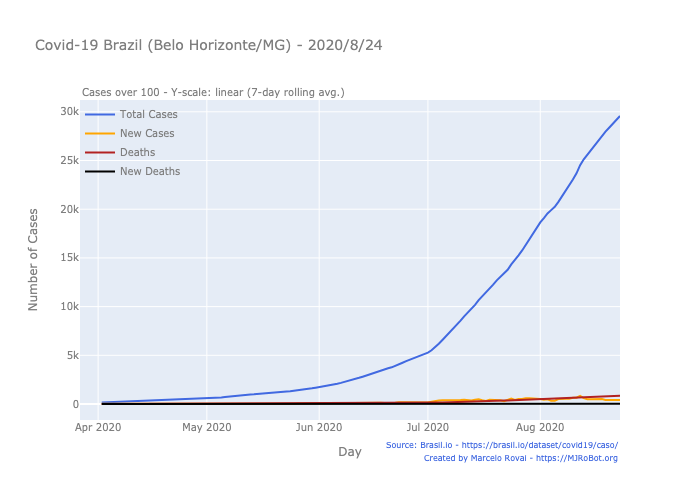 Covid-19 Brazil (Belo Horizonte/MG) - 2020/8/24
Cases over 100 - Y-scale: linear (7-day rolling avg.)
Total Cases
New Cases
Deaths
New Deaths
30k
25k
20k
15k
10k
5k
0
Number of Cases
Apr 2020
May 2020
Jun 2020
Jul 2020
Aug 2020
Day
Source: Brasil.io - https://brasil.io/dataset/covid19/caso/
Created by Marcelo Rovai - https://MJRoBot.org